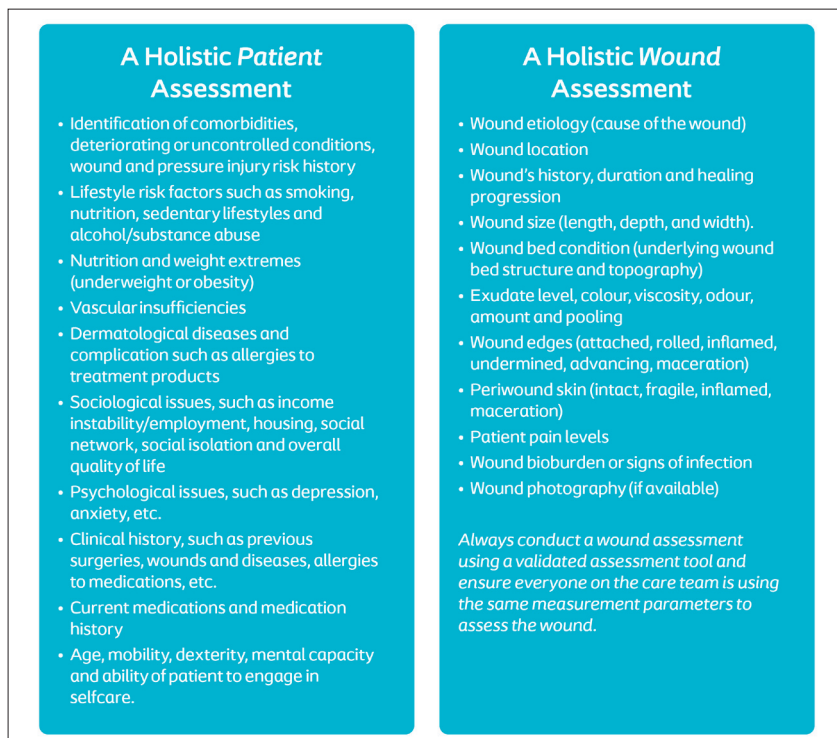 A Holistic Patient
Assessment
• Identification of comorbidities,
deteriorating or uncontrolled conditions,
wound and pressure injury risk history
• Lifestyle risk factors such as smoking,
nutrition, sedentary lifestyles and
alcohol/substance abuse
• Nutrition and weight extremes
(underweight or obesity)
• Vascular insufficiencies
• Dermatological diseases and
complication such as allergies to
treatment products
• Sociological issues, such as income
instability/employment, housing, social
network, social isolation and overall
quality of life
• Psychological issues, such as depression,
anxiety, etc.
• Clinical history, such as previous
surgeries, wounds and diseases, allergies
to medications, etc.
• Current medications and medication
history
• Age, mobility, dexterity, mental capacity
and ability of patient to engage in
selfcare.
A Holistic Wound
Assessment
• Wound etiology (cause of the wound)
• Wound location
• Wound's history, duration and healing
progression
• Wound size (length, depth, and width).
• Wound bed condition (underlying wound
bed structure and topography)
• Exudate level, colour, viscosity, odour,
amount and pooling
• Wound edges (attached, rolled, inflamed,
undermined, advancing, maceration)
• Periwound skin (intact, fragile, inflamed,
maceration)
• Patient pain levels
• Wound bioburden or signs of infection
• Wound photography (if available)
Always conduct a wound assessment
using a validated assessment tool and
ensure everyone on the care team is using
the same measurement parameters to
assess the wound.